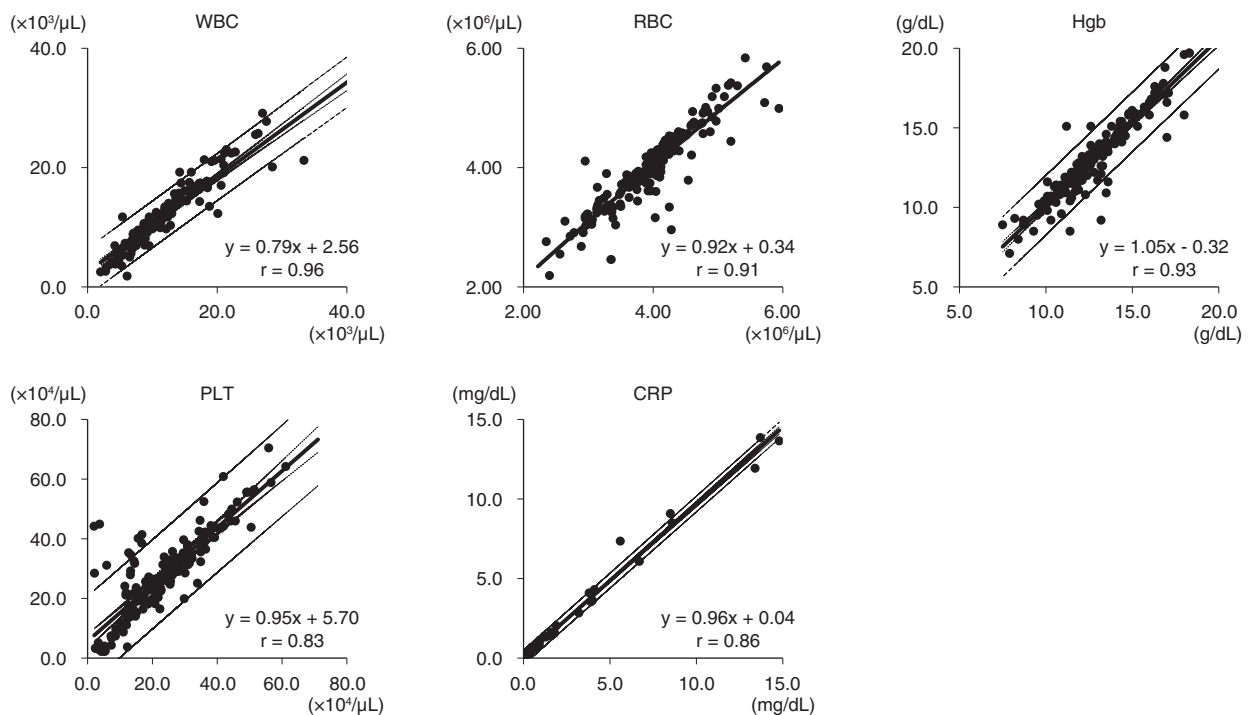 WBC
(×10³/μL)
40.0
20.0
0.0
0.0 20.0 40.0
(×10³/μL)
y = 0.79x + 2.56
r = 0.96
RBC
(×10⁶/μL)
6.00
4.00
2.00
2.00 4.00 6.00
(×10⁶/μL)
y = 0.92x + 0.34
r = 0.91
Hgb
(g/dL)
20.0
15.0
10.0
5.0
5.0 10.0 15.0 20.0
(g/dL)
y = 1.05x - 0.32
r = 0.93
PLT
(×10⁴/μL)
80.0
60.0
40.0
20.0
0.0
0.0 20.0 40.0 60.0 80.0
(×10⁴/μL)
y = 0.95x + 5.70
r = 0.83
CRP
(mg/dL)
15.0
10.0
5.0
0.0
0.0 5.0 10.0 15.0
(mg/dL)
y = 0.96x + 0.04
r = 0.86